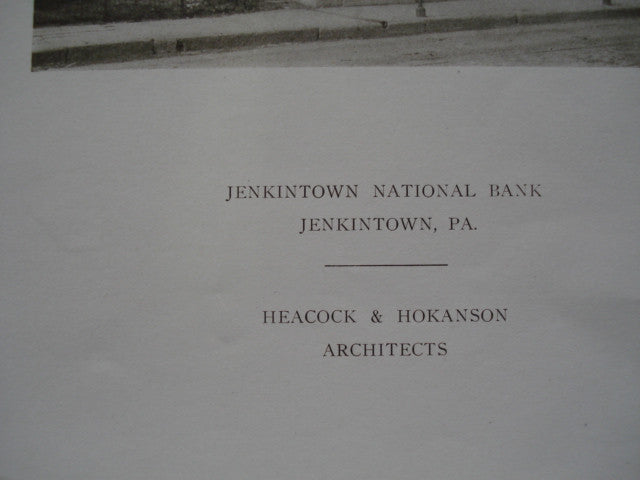 JENKINTOWN NATIONAL BANK
JENKINTOWN, PA.
HEACOCK & HOKANSON
ARCHITECTS